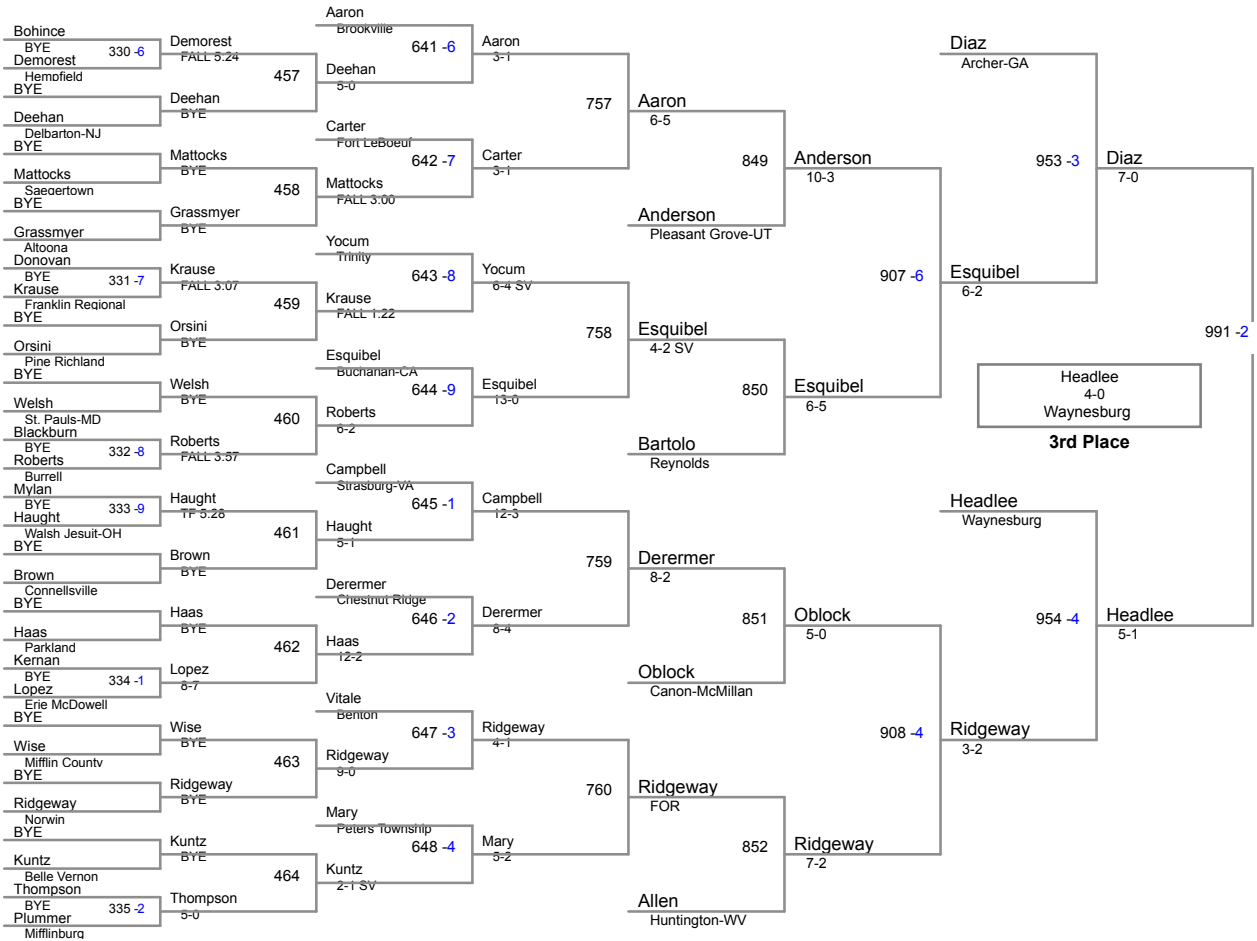 Bohince
BYE
330 -6
Demorest
Hempfield
BYE
Deehan
Delbarton-NJ
BYE
Mattocks
Saegertown
BYE
Grassmyer
Altoona
Donovan
BYE
331 -7
Krause
Franklin Regional
BYE
Orsini
Pine Richland
BYE
Welsh
St. Pauls-MD
Blackburn
BYE
332 -8
Roberts
Burrell
Mylan
BYE
333 -9
Haught
Walsh Jesuit-OH
BYE
Brown
Connellsville
BYE
Haas
Parkland
Kernan
BYE
334 -1
Lopez
Erie McDowell
BYE
Wise
Mifflin County
BYE
Ridgeway
Norwin
BYE
Kuntz
Belle Vernon
Thompson
BYE
335 -2
Plummer
Mifflinburg
Demorest
FALL 5:24
457
Deehan
BYE
Mattocks
BYE
458
Grassmyer
BYE
Krause
FALL 3:07
459
Orsini
BYE
Welsh
BYE
460
Roberts
FALL 3:57
Haught
TF 5:28
461
Brown
BYE
Haas
BYE
462
Lopez
8-7
Wise
BYE
463
Ridgeway
BYE
Kuntz
BYE
464
Thompson
5-0
Aaron
Brookville
641 -6
Deehan
5-0
Carter
Fort LeBoeuf
642 -7
Mattocks
FALL 3:00
Yocum
Trinity
643 -8
Krause
FALL 1:22
Esquibel
Buchanan-CA
644 -9
Roberts
6-2
Campbell
Strasburg-VA
645 -1
Haught
5-1
Derermer
Chestnut Ridge
646 -2
Haas
12-2
Vitale
Benton
647 -3
Ridgeway
9-0
Mary
Peters Township
648 -4
Kuntz
2-1 SV
Aaron
3-1
757
Carter
3-1
Yocum
6-4 SV
758
Esquibel
13-0
Campbell
12-3
759
Derermer
8-4
Ridgeway
4-1
760
Mary
5-2
Aaron
6-5
849
Anderson
Pleasant Grove-UT
Esquibel
4-2 SV
850
Bartolo
Reynolds
Derermer
8-2
851
Oblock
Canon-McMillan
Ridgeway
FOR
852
Allen
Huntington-WV
Anderson
10-3
907 -6
Esquibel
6-5
Oblock
5-0
908 -4
Ridgeway
7-2
Diaz
Archer-GA
953 -3
Esquibel
6-2
Headlee
Waynesburg
954 -4
Ridgeway
3-2
Diaz
7-0
991 -2
Headlee
5-1
Headlee
4-0
Waynesburg
3rd Place